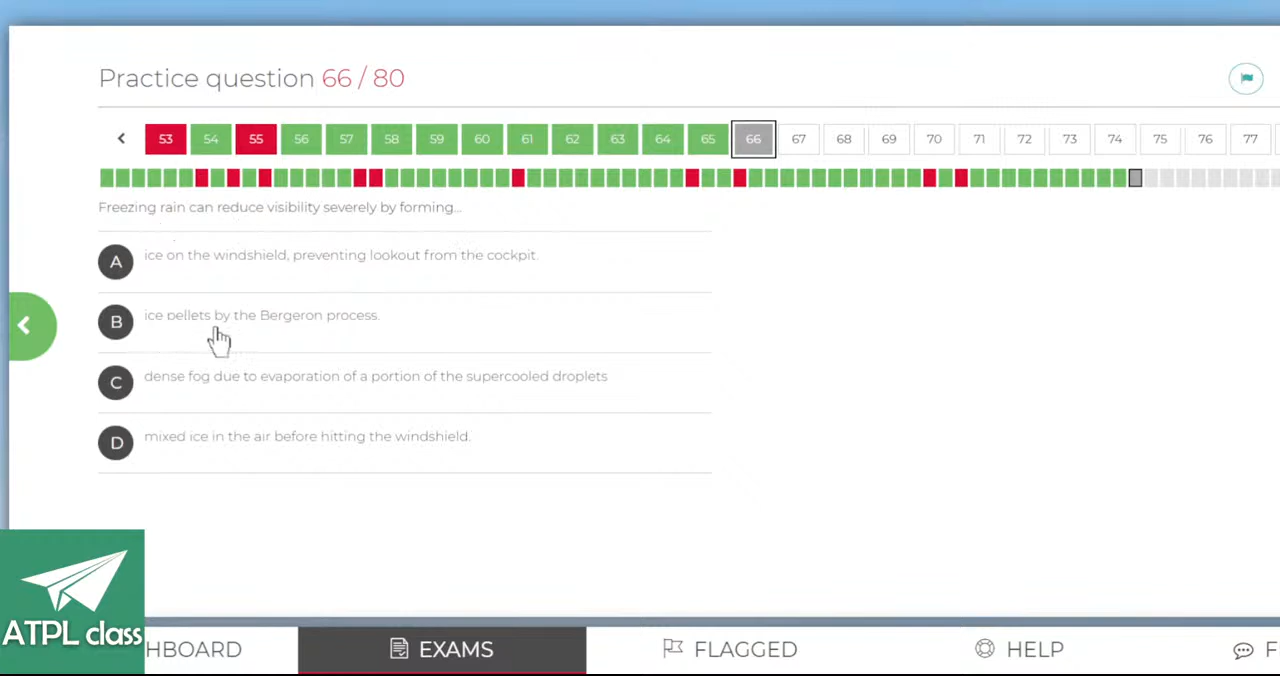 Practice question 66 / 80
53 54 55 56 57 58 59 60 61 62 63 64 65 66 67 68 69 70 71 72 73 74 75 76 77
Freezing rain can reduce visibility severely by forming...
A ice on the windshield, preventing lookout from the cockpit.
B ice pellets by the Bergeron process.
C dense fog due to evaporation of a portion of the supercooled droplets
D mixed ice in the air before hitting the windshield.
ATPL class
HBOARD EXAMS FLAGGED HELP F